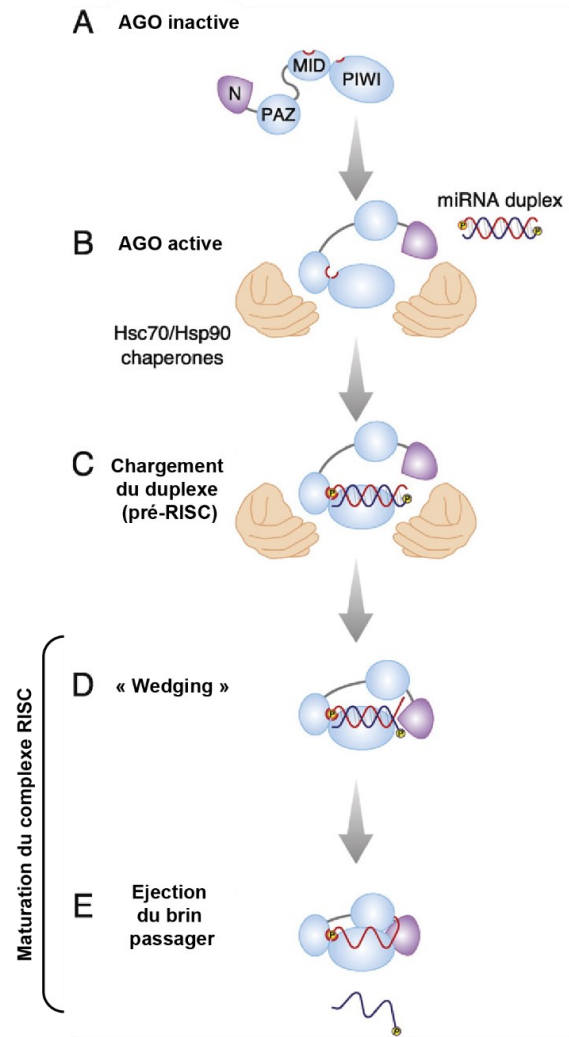 A
AGO inactive
N
PAZ
MID
PIWI
miRNA duplex
P
P
B
AGO active
Hsc70/Hsp90
chaperones
C
Chargement
du duplexe
(pré-RISC)
P
P
Maturation du complexe RISC
D
« Wedging »
P
P
E
Ejection
du brin
passager
P
P